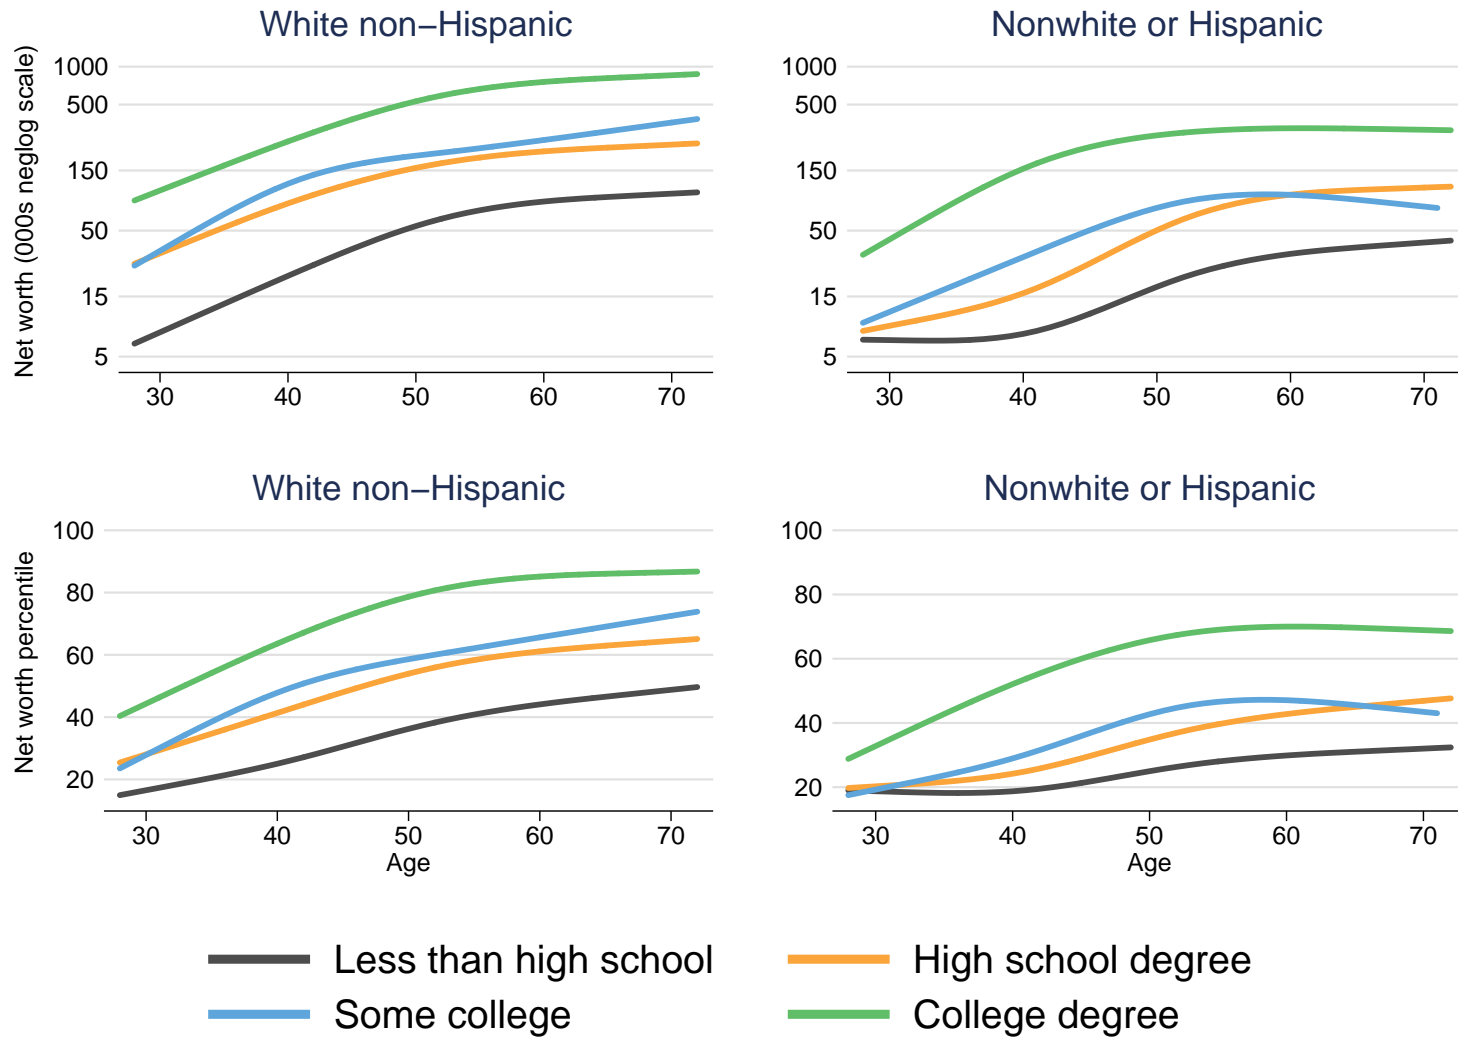 White non−Hispanic
Nonwhite or Hispanic
Net worth (000s neglog scale)
1000
500
150
50
15
5
30 40 50 60 70
1000
500
150
50
15
5
30 40 50 60 70
White non−Hispanic
Nonwhite or Hispanic
Net worth percentile
100
80
60
40
20
30 40 50 60 70
Age
100
80
60
40
20
30 40 50 60 70
Age
Less than high school
High school degree
Some college
College degree